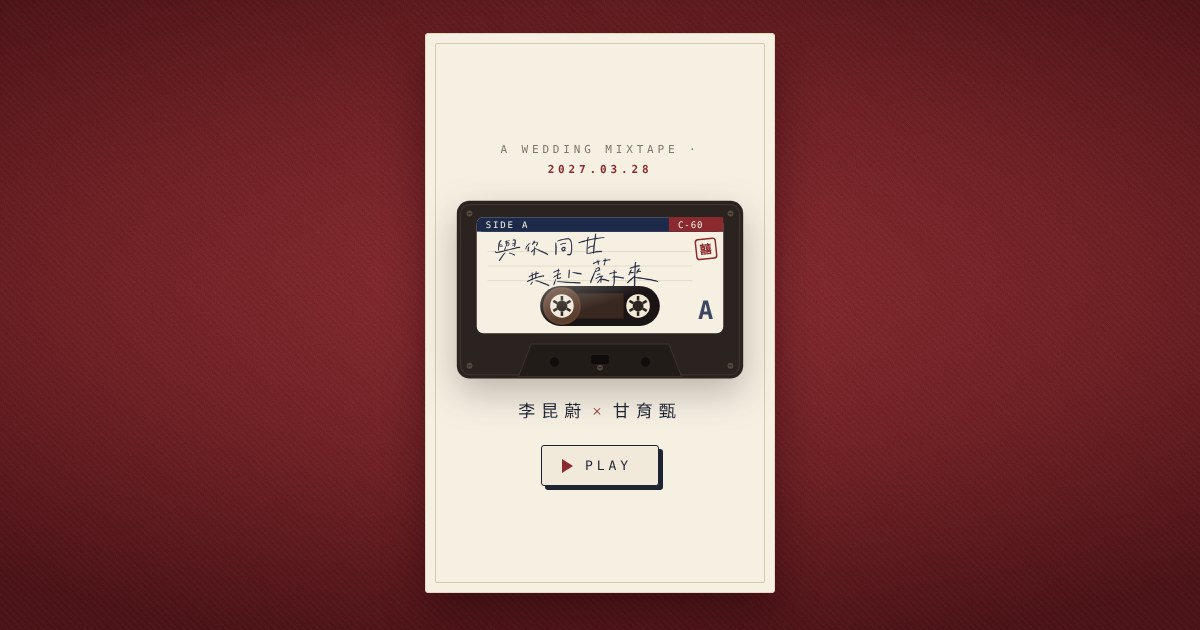 A WEDDING MIXTAPE ·
2027.03.28
SIDE A
C-60
與你同甘
囍
共赴蔚來
A
李昆蔚 × 甘育甄
PLAY